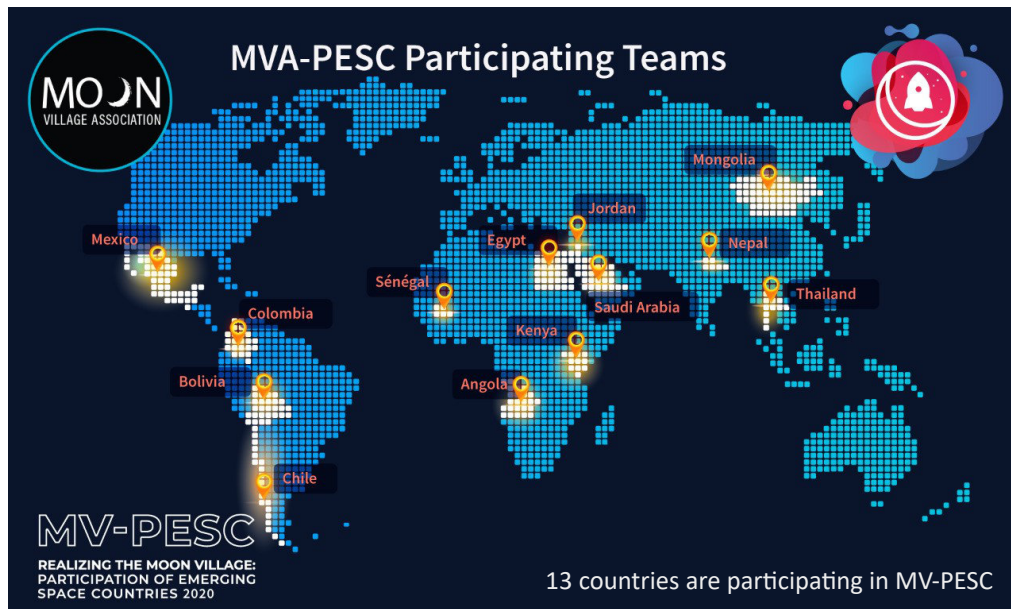 MOON
VILLAGE ASSOCIATION
MVA-PESC Participating Teams
Mongolia
Jordan
Mexico
Egypt
Nepal
Sénégal
Thailand
Saudi Arabia
Colombia
Kenya
Bolivia
Angola
Chile
MV-PESC
REALIZING THE MOON VILLAGE:
PARTICIPATION OF EMERGING
SPACE COUNTRIES 2020
13 countries are participating in MV-PESC